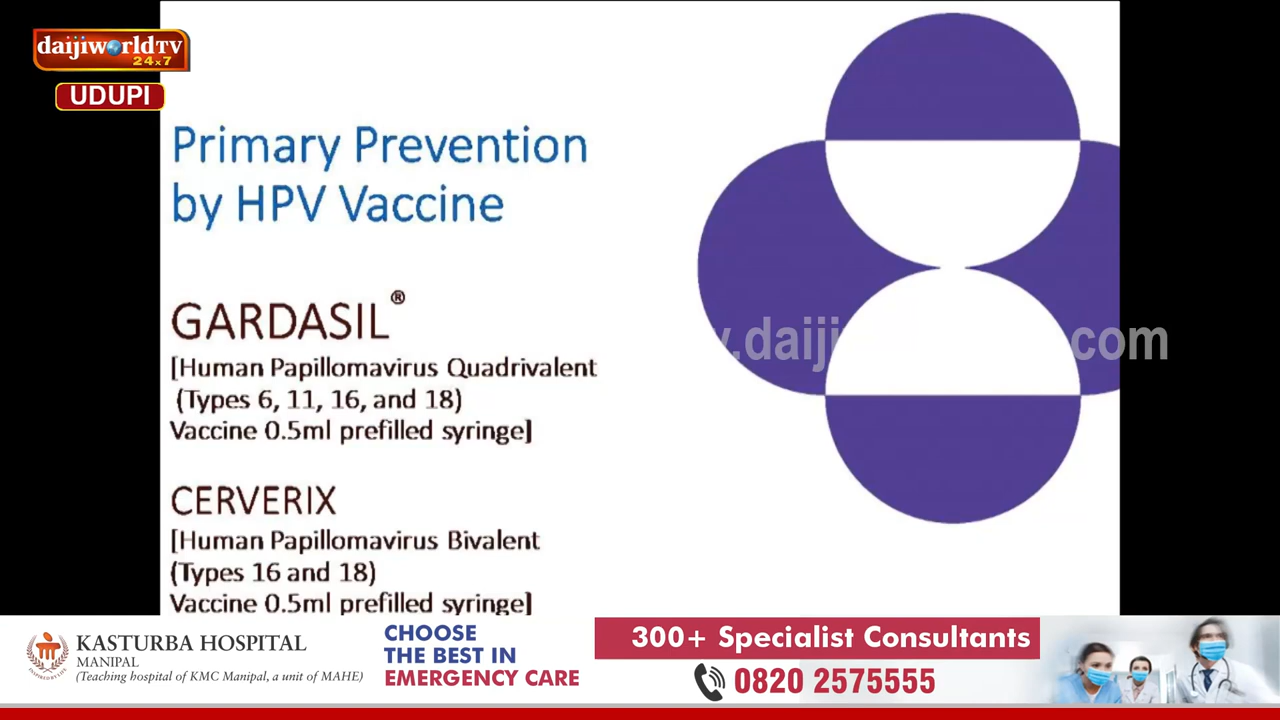 daijiworldTV
24x7
UDUPI
Primary Prevention
by HPV Vaccine
GARDASIL®
[Human Papillomavirus Quadrivalent
(Types 6, 11, 16, and 18)
Vaccine 0.5ml prefilled syringe]
CERVERIX
[Human Papillomavirus Bivalent
(Types 16 and 18)
Vaccine 0.5ml prefilled syringe]
KASTURBA HOSPITAL
MANIPAL
(Teaching hospital of KMC Manipal, a unit of MAHE)
CHOOSE
THE BEST IN
EMERGENCY CARE
300+ Specialist Consultants
0820 2575555